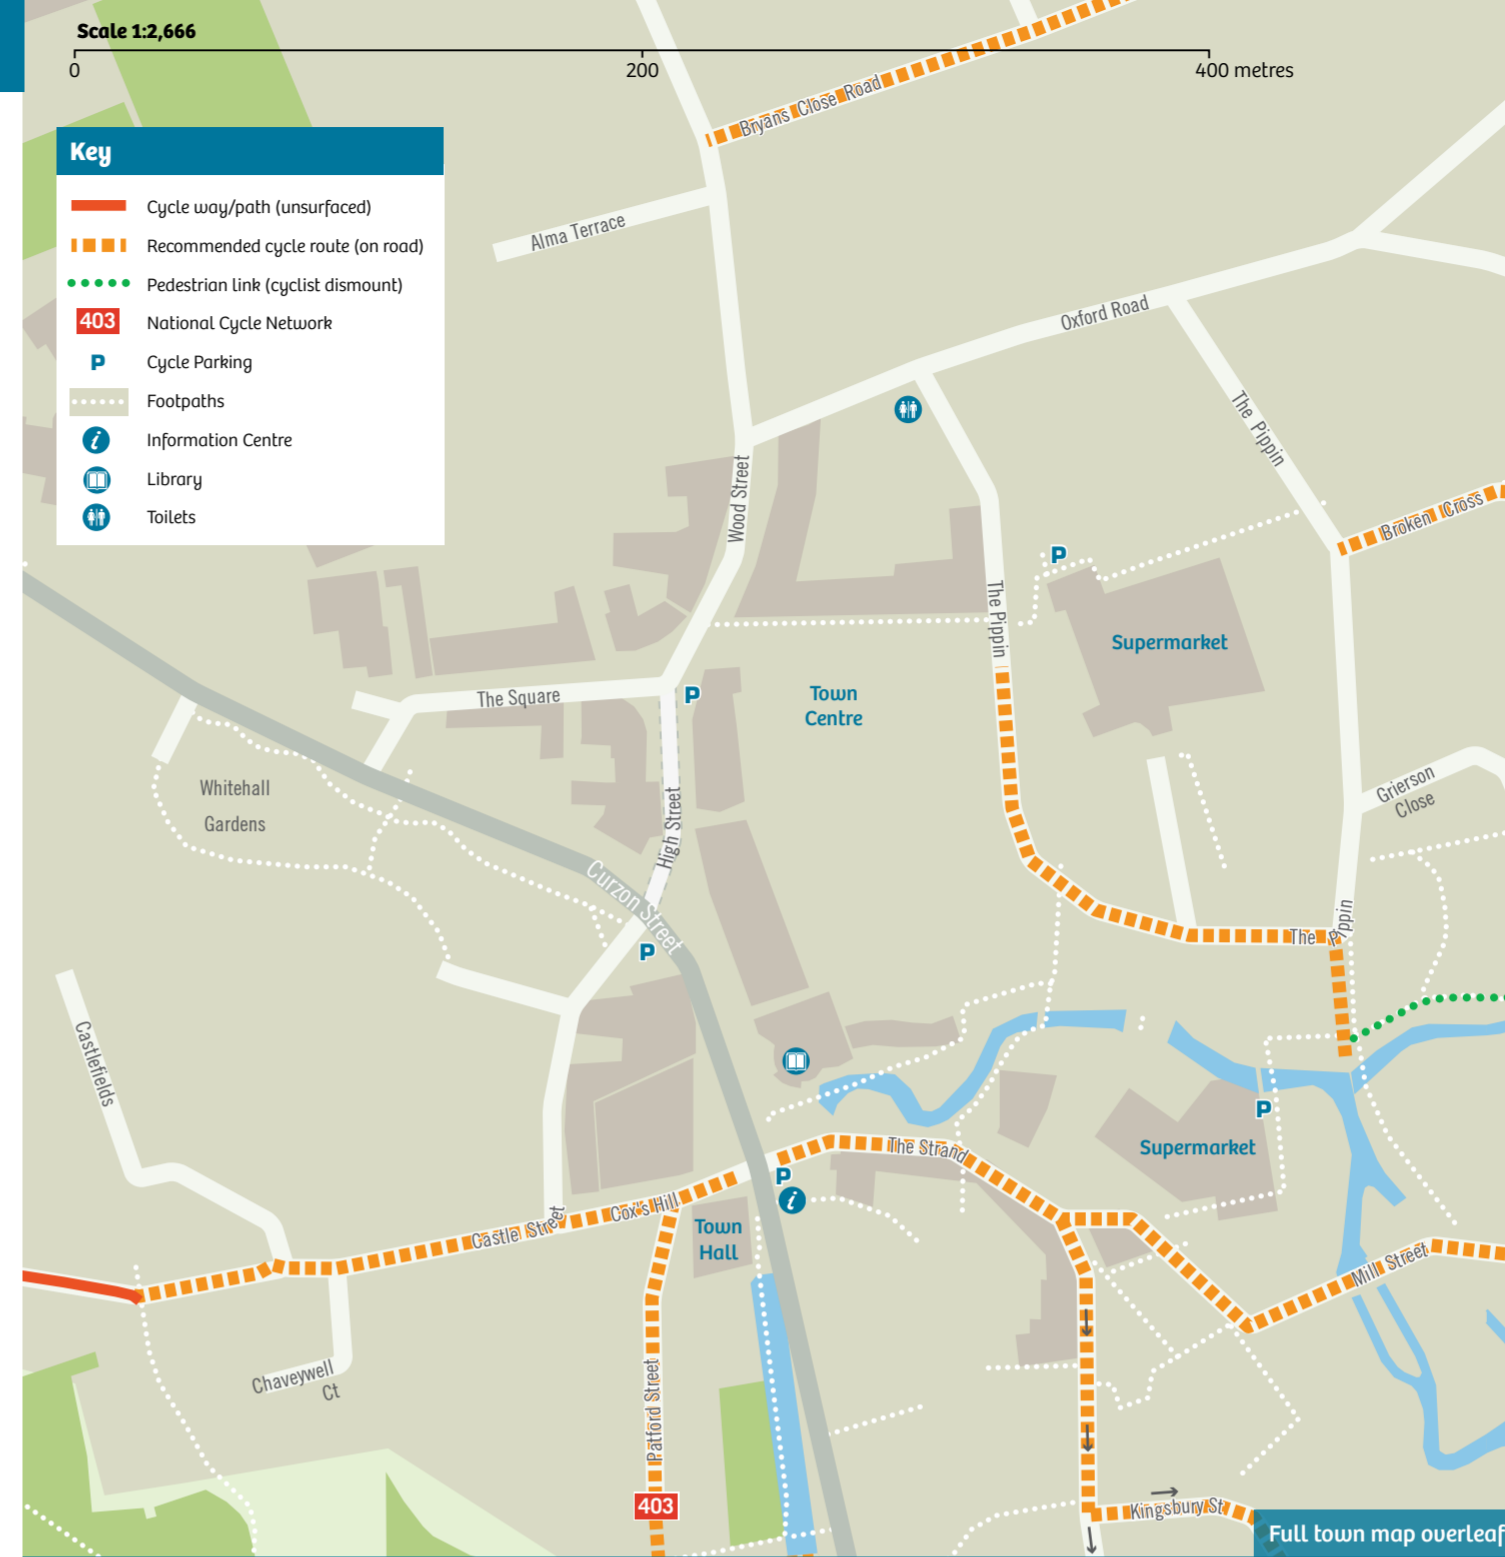 Scale 1:2,666
0
200
400 metres
Key
Cycle way/path (unsurfaced)
Recommended cycle route (on road)
Pedestrian link (cyclist dismount)
403
National Cycle Network
P
Cycle Parking
Footpaths
i
Information Centre
Library
Toilets
Bryans Close Road
Alma Terrace
Oxford Road
The Pippin
Wood Street
Broken Cross
P
The Pippin
Supermarket
The Square
P
Town
Centre
Whitehall
Gardens
High Street
Grierson
Close
Curzon Street
P
The Pippin
Castlefields
P
Supermarket
The Strand
P
i
Castle Street
Cox's Hill
Town
Hall
Mill Street
Chaveywell
Ct
Patford Street
403
Kingsbury St
Full town map overleaf